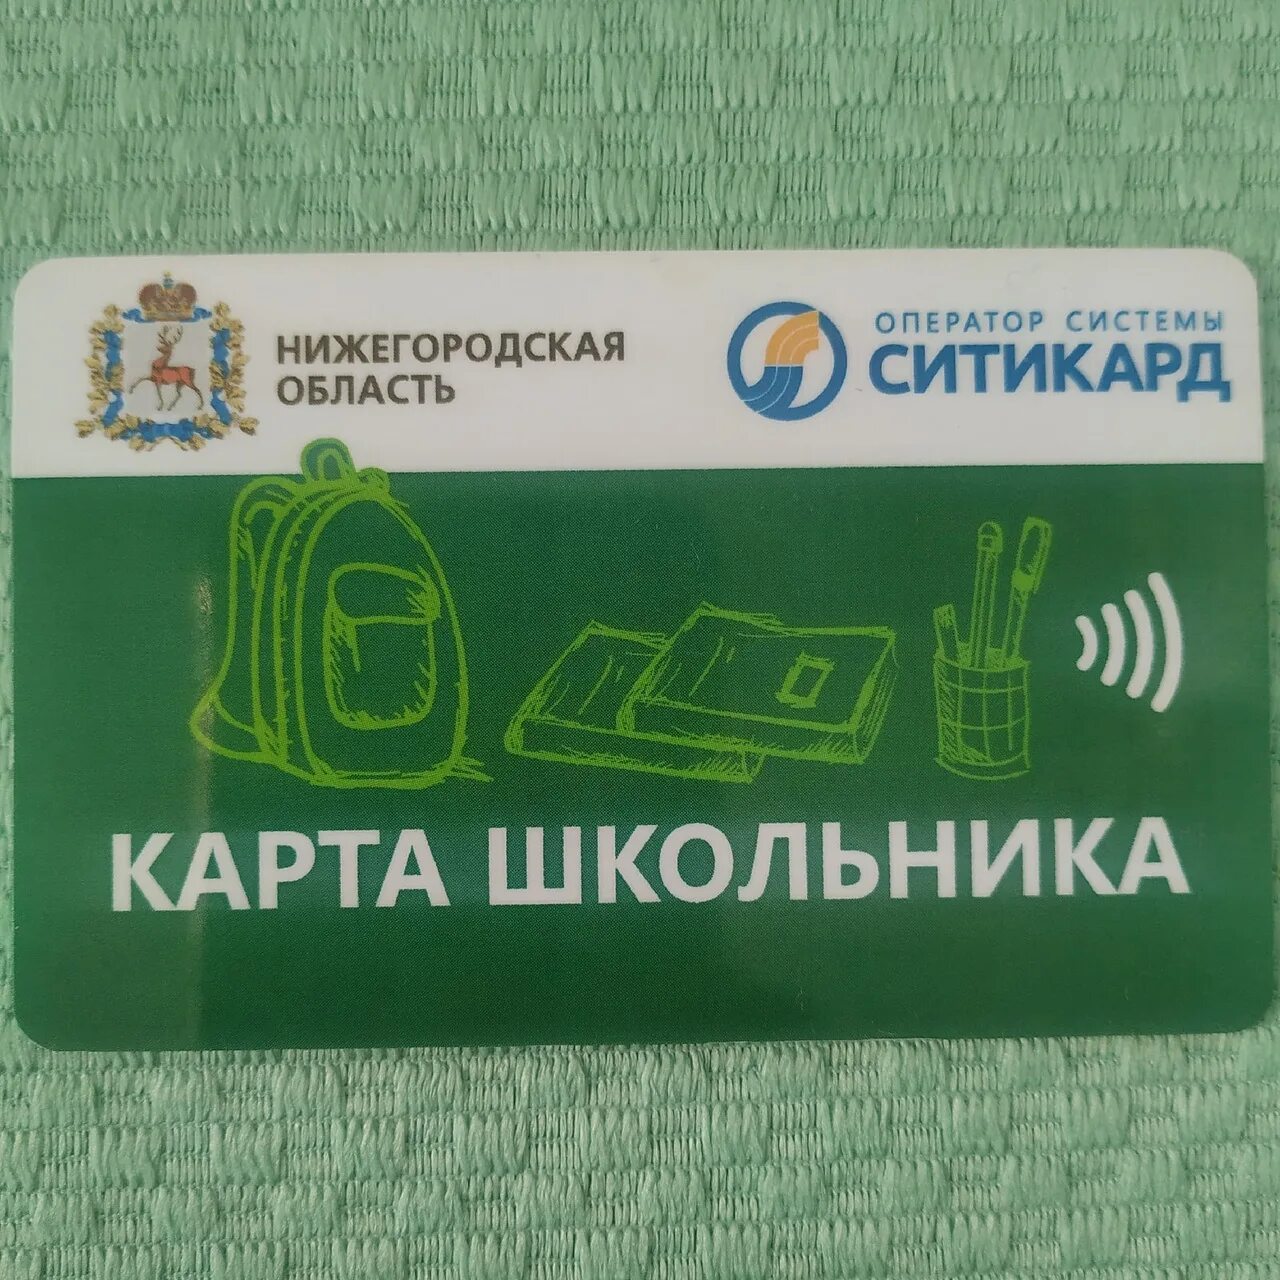 НИЖЕГОРОДСКАЯ
ОБЛАСТЬ
ОПЕРАТОР СИСТЕМЫ
СИТИКАРД
КАРТА ШКОЛЬНИКА